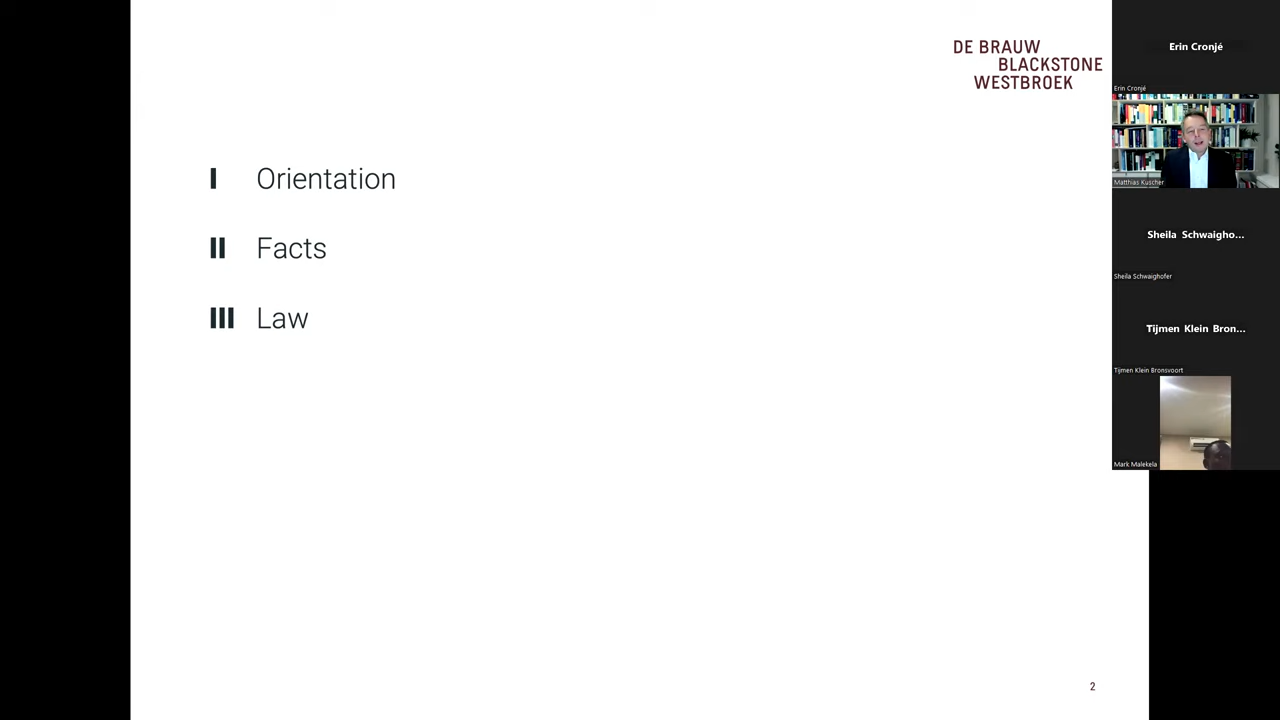 DE BRAUW
BLACKSTONE
WESTBROEK
I Orientation
II Facts
III Law
2
Erin Cronjé
Erin Cronjé
Matthias Kuscher
Sheila Schwaigho...
Sheila Schwaighofer
Tijmen Klein Bron...
Tijmen Klein Bronsvoort
Mark Malekela